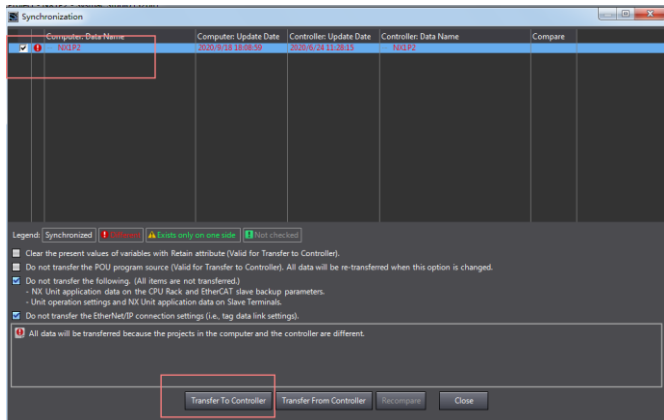 Synchronization
Computer: Data Name Computer: Update Date Controller: Update Date Controller: Data Name Compare
NX1P2 2020/9/18 18:08:59 2020/6/24 11:28:15 NX1P2
Legend: Synchronized Different Exists only on one side Not checked
Clear the present values of variables with Retain attribute (Valid for Transfer to Controller).
Do not transfer the POU program source (Valid for Transfer to Controller). All data will be re-transferred when this option is changed.
Do not transfer the following. (All items are not transferred.)
- NX Unit application data on the CPU Rack and EtherCAT slave backup parameters.
- Unit operation settings and NX Unit application data on Slave Terminals.
Do not transfer the EtherNet/IP connection settings (i.e., tag data link settings).
All data will be transferred because the projects in the computer and the controller are different.
Transfer To Controller Transfer From Controller Recompare Close